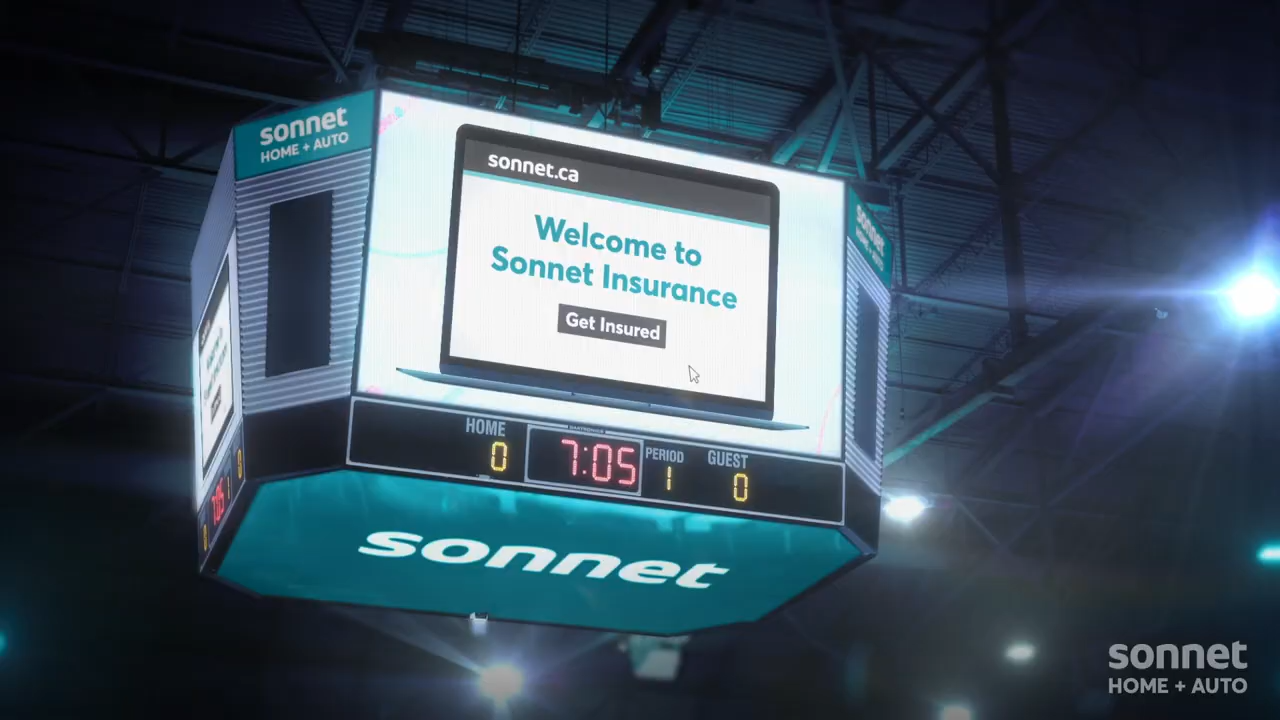 sonnet
HOME + AUTO
sonnet.ca
Welcome to
Sonnet Insurance
Get Insured
sonnet
HOME
0
7:05
PERIOD
1
GUEST
0
sonnet
sonnet
HOME + AUTO